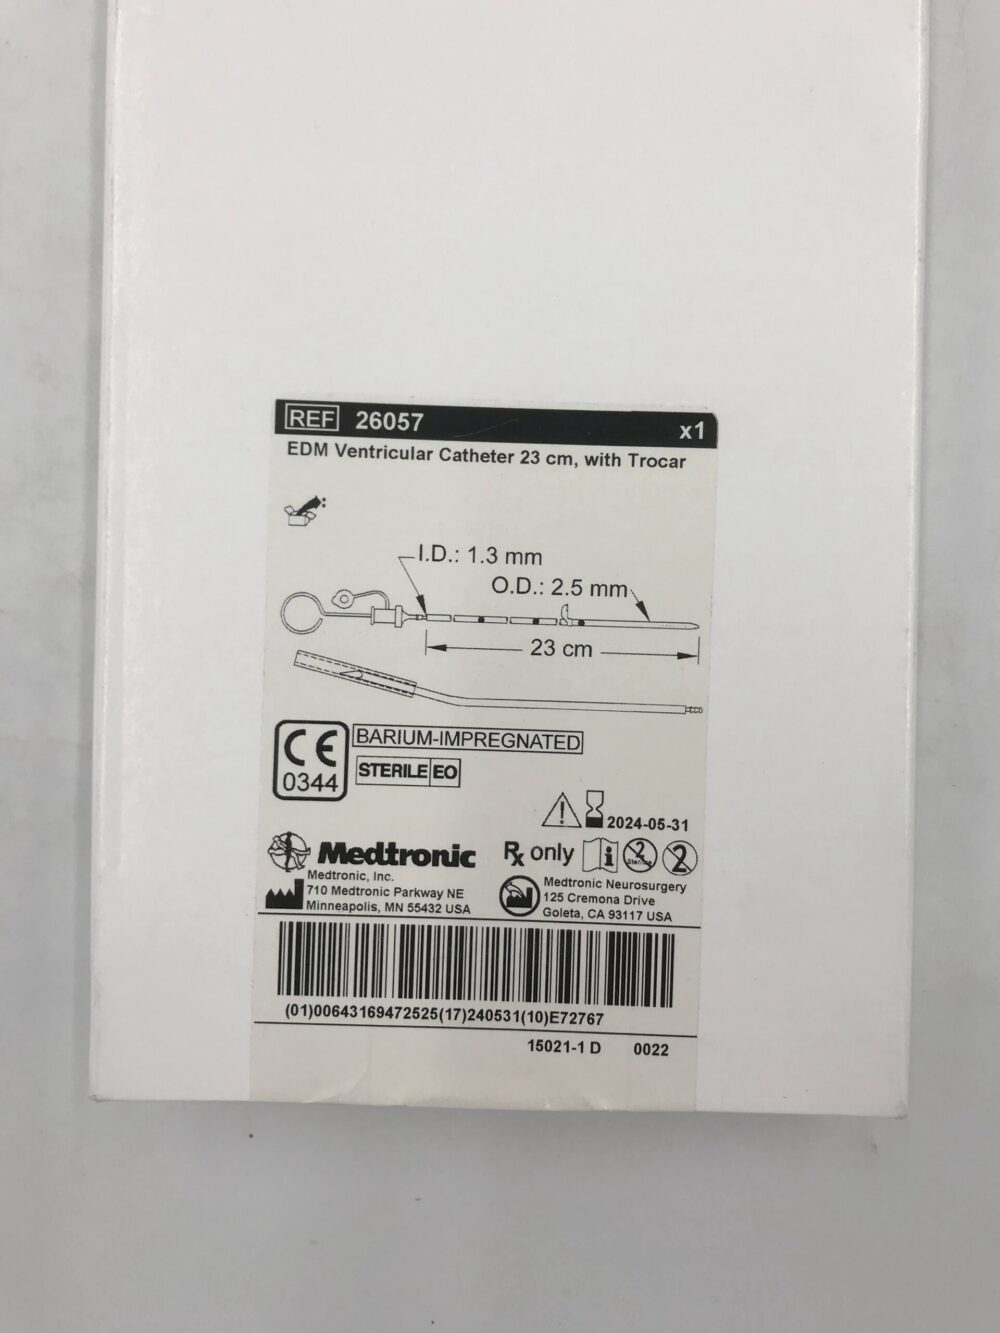 REF 26057 x1
EDM Ventricular Catheter 23 cm, with Trocar
I.D.: 1.3 mm
O.D.: 2.5 mm
23 cm
CE
0344
BARIUM-IMPREGNATED
STERILE EO
2024-05-31
Medtronic
Rx only
2
Sterilize
2
Medtronic, Inc.
710 Medtronic Parkway NE
Minneapolis, MN 55432 USA
Medtronic Neurosurgery
125 Cremona Drive
Goleta, CA 93117 USA
(01)00643169472525(17)240531(10)E72767
15021-1 D 0022